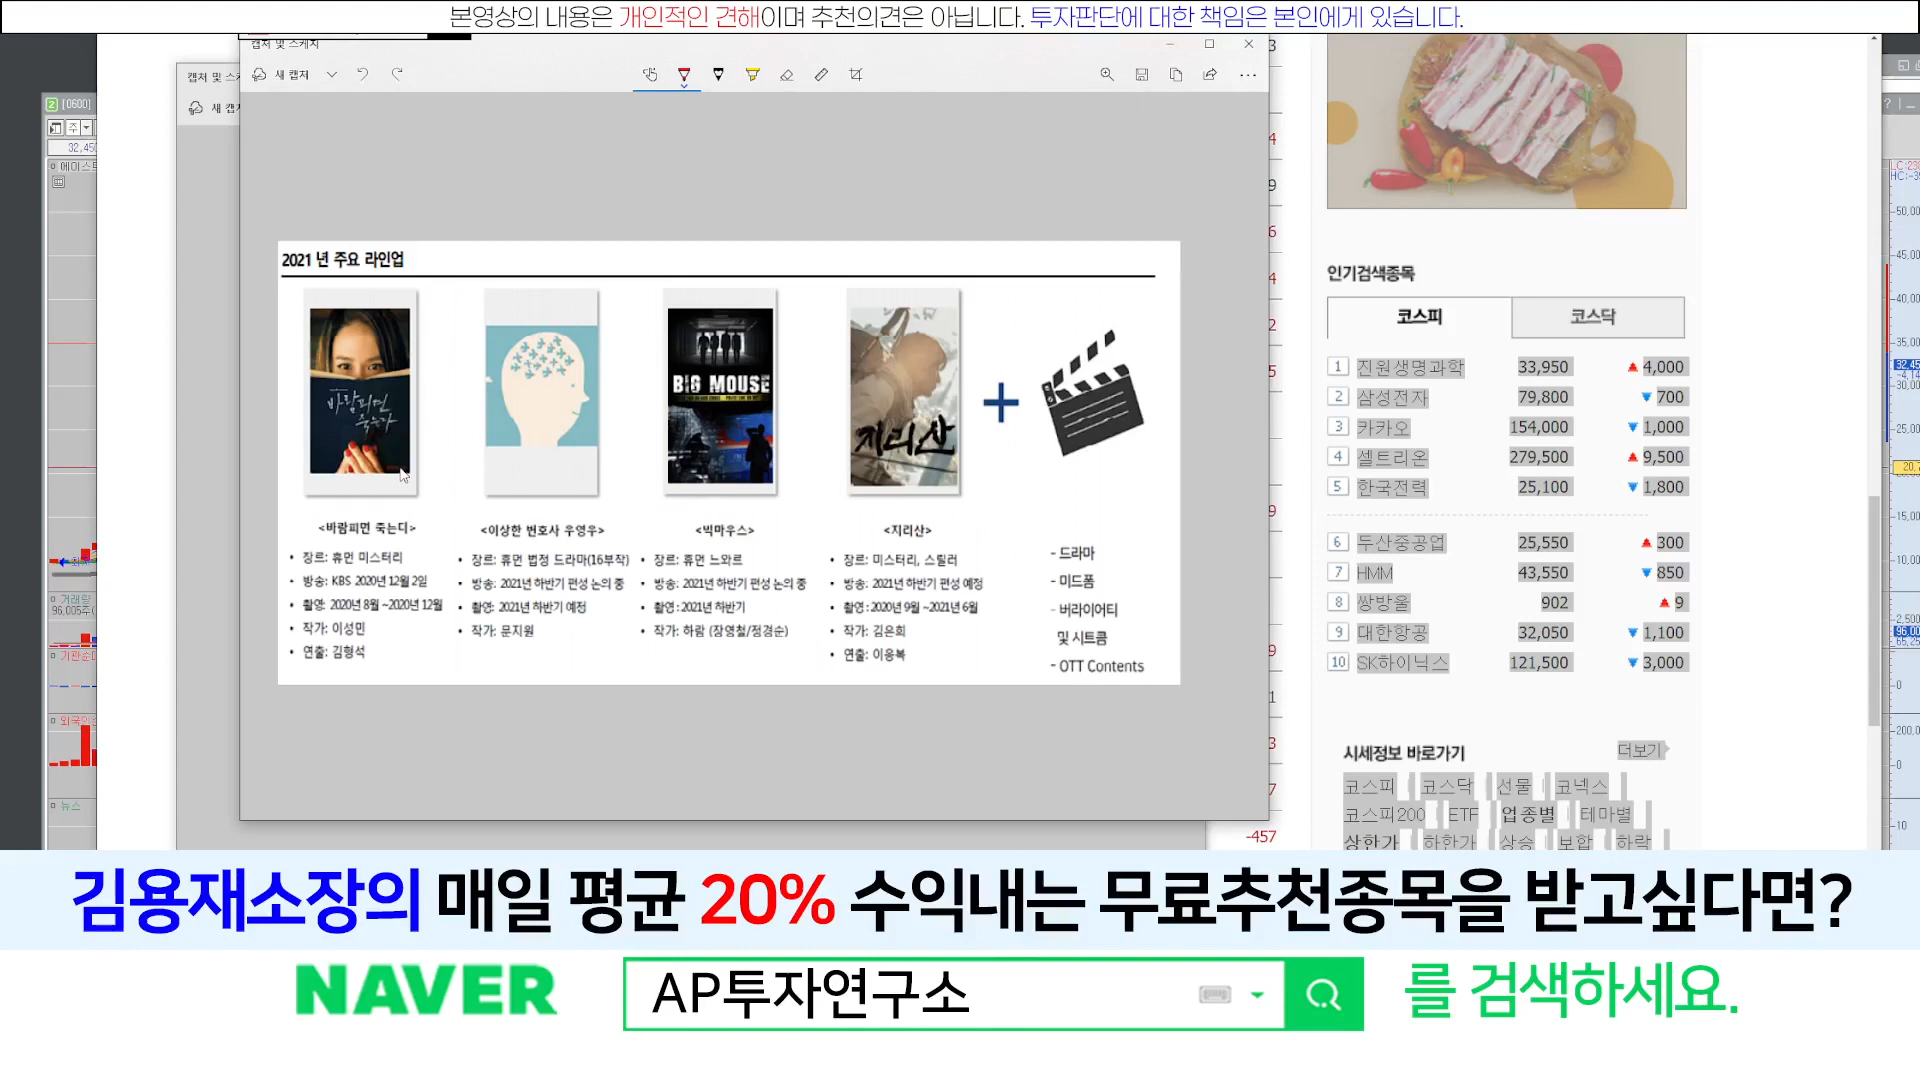 본영상의 내용은 개인적인 견해이며 추천의견은 아닙니다. 투자판단에 대한 책임은 본인에게 있습니다.
캡처 및 스케치
새 캡처
2 [0600]
2021 년 주요 라인업
바람피면 죽는다
BIG MOUSE
지리산
<바람피면 죽는디>
• 장르: 휴먼 미스터리
• 방송: KBS 2020년 12월 2일
• 촬영: 2020년 8월 ~2020년 12월
• 작가: 이성민
• 연출: 김형석
<이상한 변호사 우영우>
• 장르: 휴먼 법정 드라마(16부작)
• 방송: 2021년 하반기 편성 논의 중
• 촬영: 2021년 하반기 예정
• 작가: 문지원
<빅마우스>
• 장르: 휴먼 느와르
• 방송: 2021년 하반기 편성 논의 중
• 촬영: 2021년 하반기
• 작가: 하람 (장영철/정경순)
<지리산>
• 장르: 미스터리, 스릴러
• 방송: 2021년 하반기 편성 예정
• 촬영: 2020년 9월 ~2021년 6월
• 작가: 김은희
• 연출: 이응복
- 드라마
- 미드폼
- 버라이어티
및 시트콤
- OTT Contents
인기검색종목
코스피 코스닥
1 진원생명과학 33,950 ▲ 4,000
2 삼성전자 79,800 ▼ 700
3 카카오 154,000 ▼ 1,000
4 셀트리온 279,500 ▲ 9,500
5 한국전력 25,100 ▼ 1,800
6 두산중공업 25,550 ▲ 300
7 HMM 43,550 ▼ 850
8 쌍방울 902 ▲ 9
9 대한항공 32,050 ▼ 1,100
10 SK하이닉스 121,500 ▼ 3,000
시세정보 바로가기 더보기
코스피 코스닥 선물 코넥스
코스피200 ETF 업종별 테마별
상한가 하한가 상승 보합 하락
-457
김용재소장의 매일 평균 20% 수익내는 무료추천종목을 받고싶다면?
NAVER AP투자연구소 를 검색하세요.